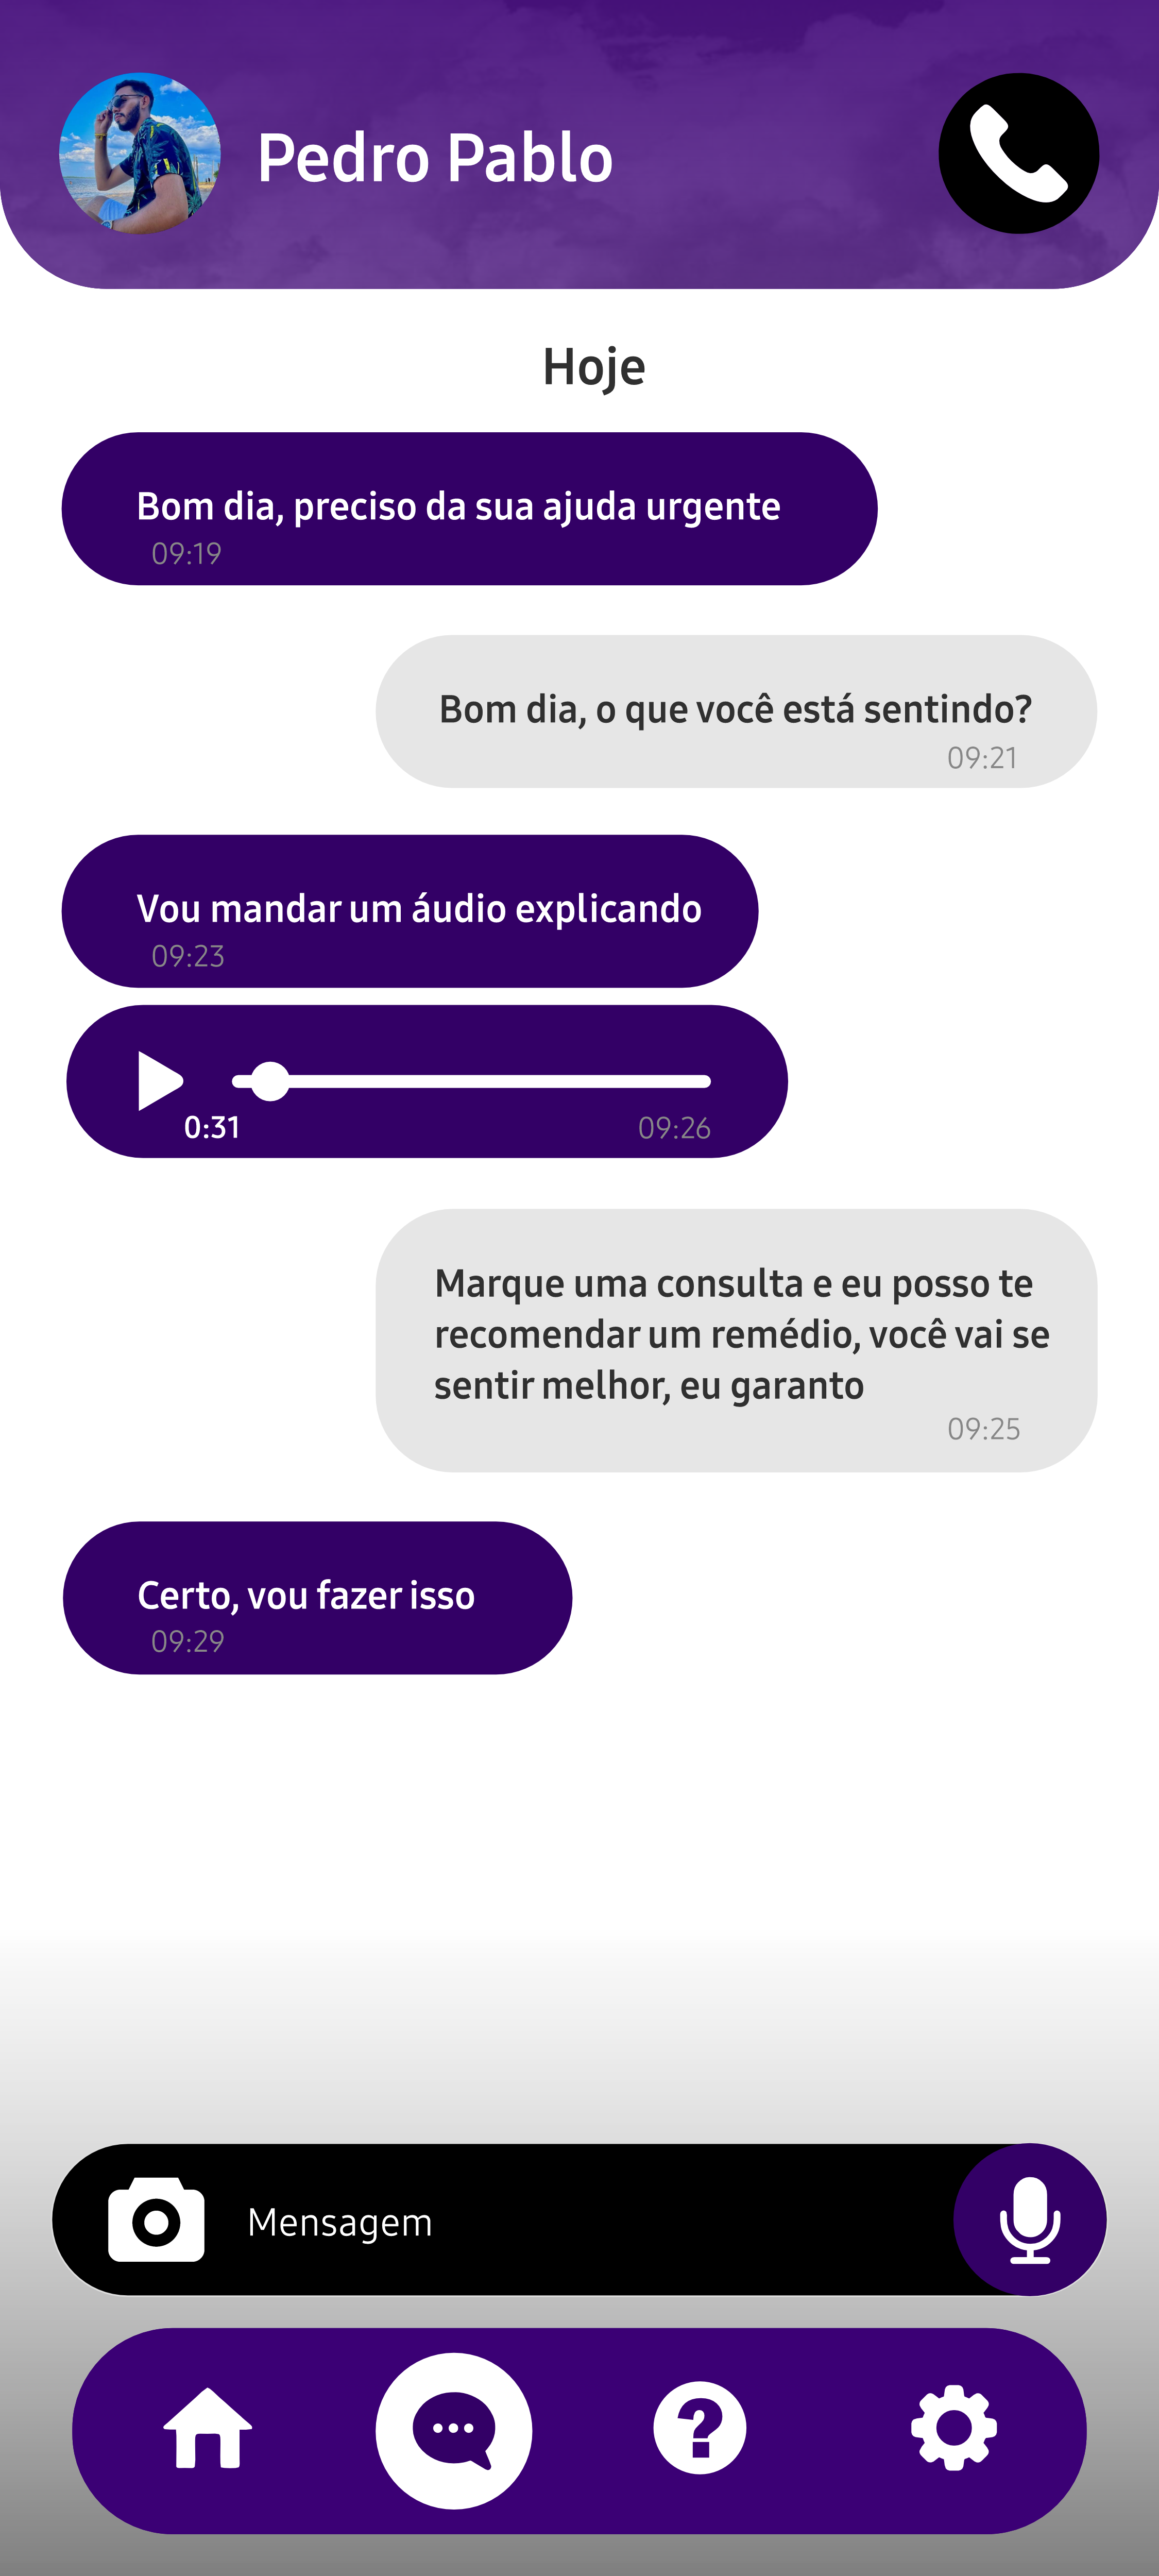 Pedro Pablo
Hoje
Bom dia, preciso da sua ajuda urgente
09:19
Bom dia, o que você está sentindo?
09:21
Vou mandar um áudio explicando
09:23
0:31
09:26
Marque uma consulta e eu posso te
recomendar um remédio, você vai se
sentir melhor, eu garanto
09:25
Certo, vou fazer isso
09:29
Mensagem